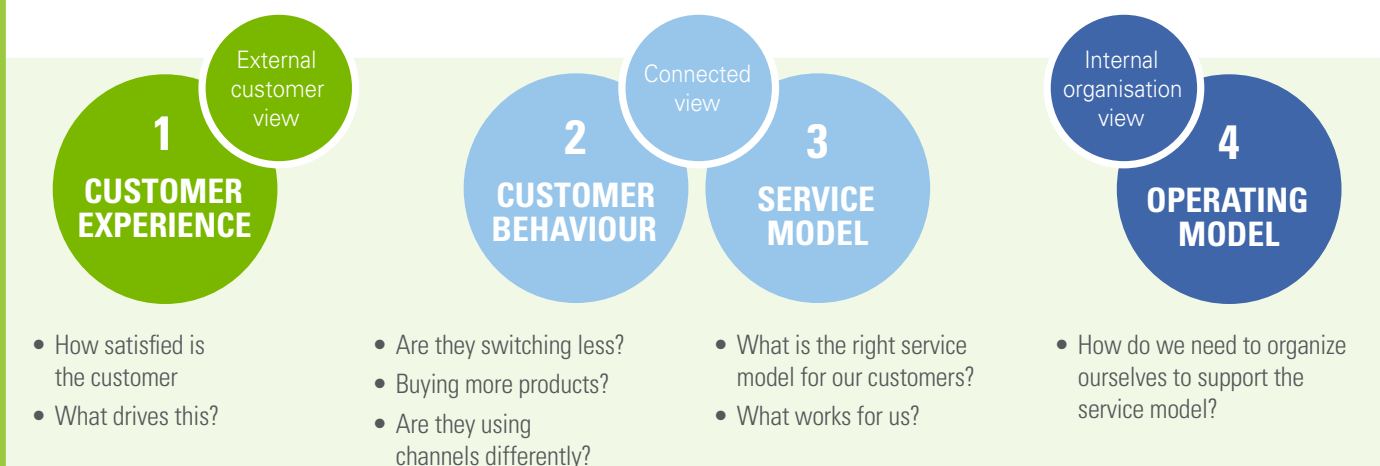 External
customer
view
1
CUSTOMER
EXPERIENCE
• How satisfied is
the customer
• What drives this?
Connected
view
2
CUSTOMER
BEHAVIOUR
• Are they switching less?
• Buying more products?
• Are they using
channels differently?
3
SERVICE
MODEL
• What is the right service
model for our customers?
• What works for us?
Internal
organisation
view
4
OPERATING
MODEL
• How do we need to organize
ourselves to support the
service model?